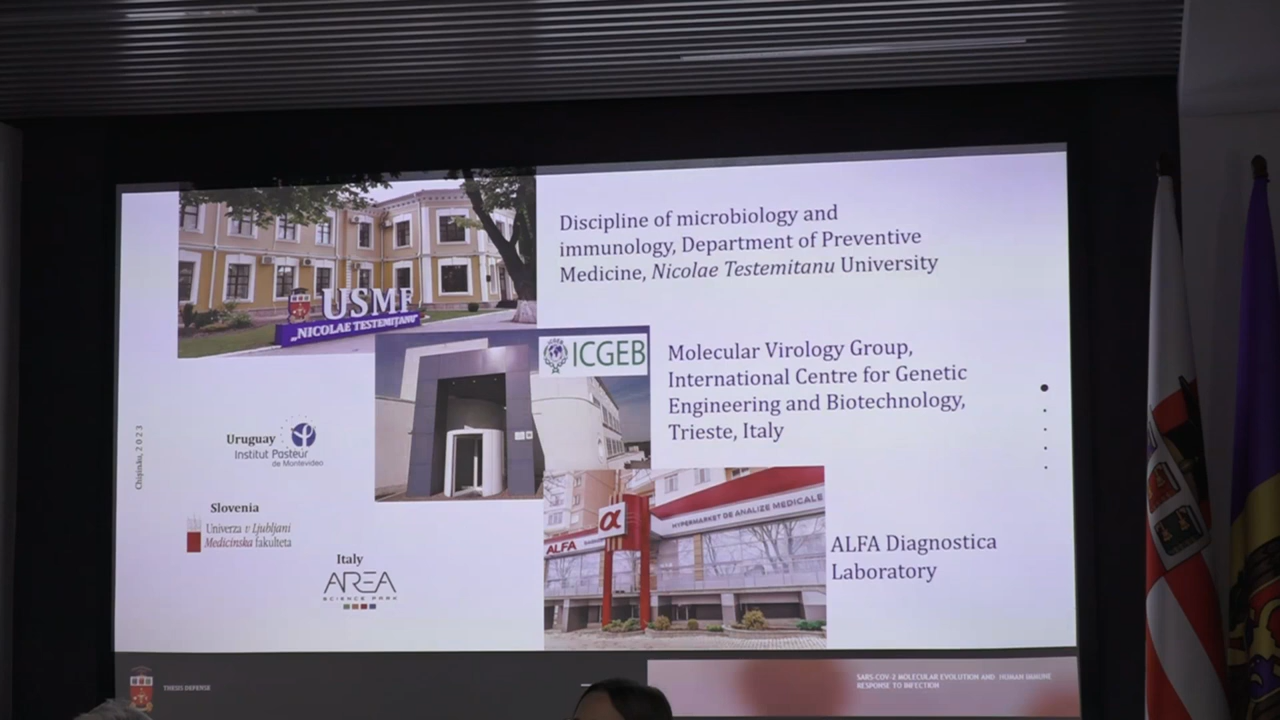 USMF
„NICOLAE TESTEMIŢANU”
Discipline of microbiology and
immunology, Department of Preventive
Medicine, Nicolae Testemitanu University
ICGEB
Molecular Virology Group,
International Centre for Genetic
Engineering and Biotechnology,
Trieste, Italy
Chișinău, 2023
Uruguay
Institut Pasteur
de Montevideo
Slovenia
Univerza v Ljubljani
Medicinska fakulteta
Italy
AREA
SCIENCE PARK
α
ALFA
HYPERMARKET DE ANALIZE MEDICALE
ALFA Diagnostica
Laboratory
THESIS DEFENSE
SARS-COV-2 MOLECULAR EVOLUTION AND HUMAN IMMUNE
RESPONSE TO INFECTION